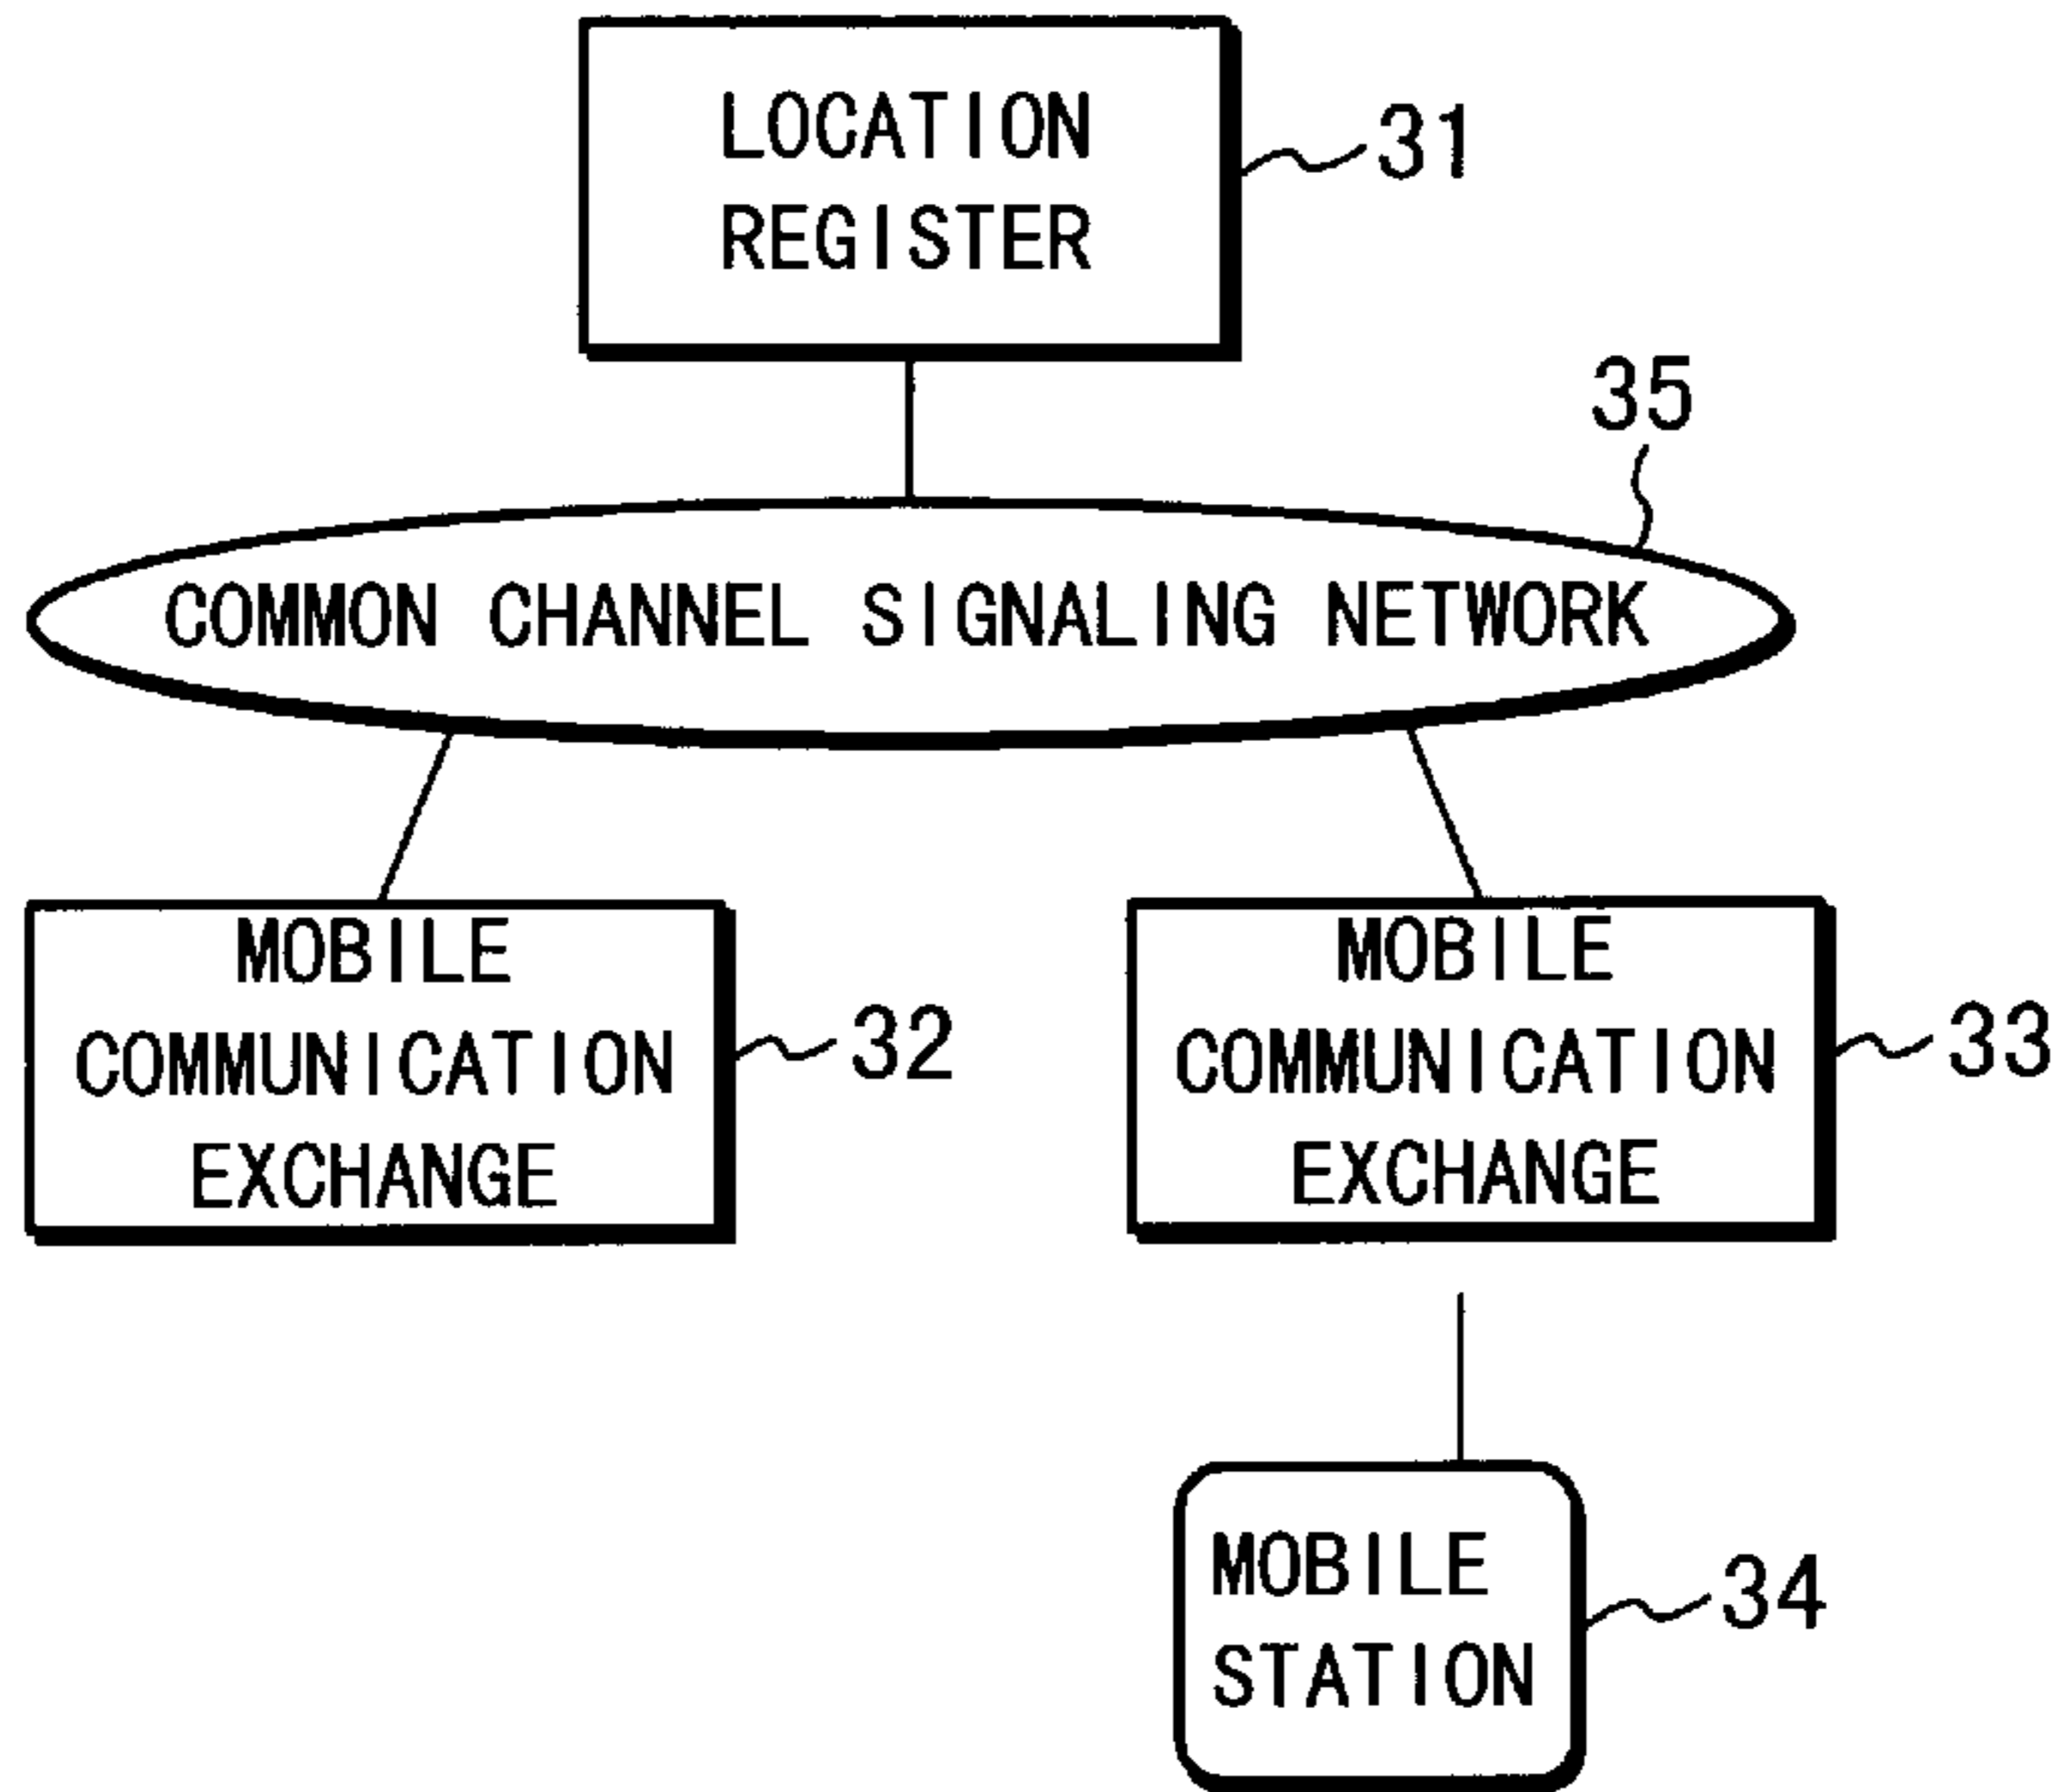 LOCATION
REGISTER
31
35
COMMON CHANNEL SIGNALING NETWORK
MOBILE
COMMUNICATION
EXCHANGE
32
MOBILE
COMMUNICATION
EXCHANGE
33
MOBILE
STATION
34